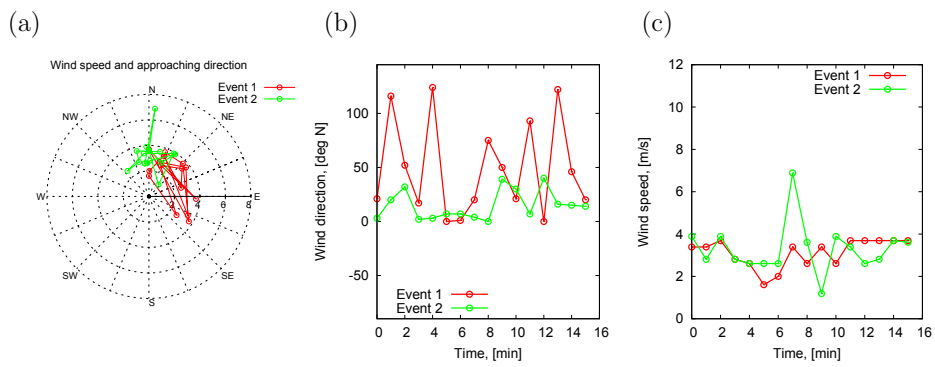 (a)
(b)
(c)
Wind speed and approaching direction
Event 1
Event 2
N
NE
E
SE
S
SW
W
NW
2 4 6 8
Wind direction, [deg N]
100
50
0
-50
Event 1
Event 2
0 2 4 6 8 10 12 14 16
Time, [min]
Wind speed, [m/s]
12
10
8
6
4
2
0
Event 1
Event 2
0 2 4 6 8 10 12 14 16
Time, [min]